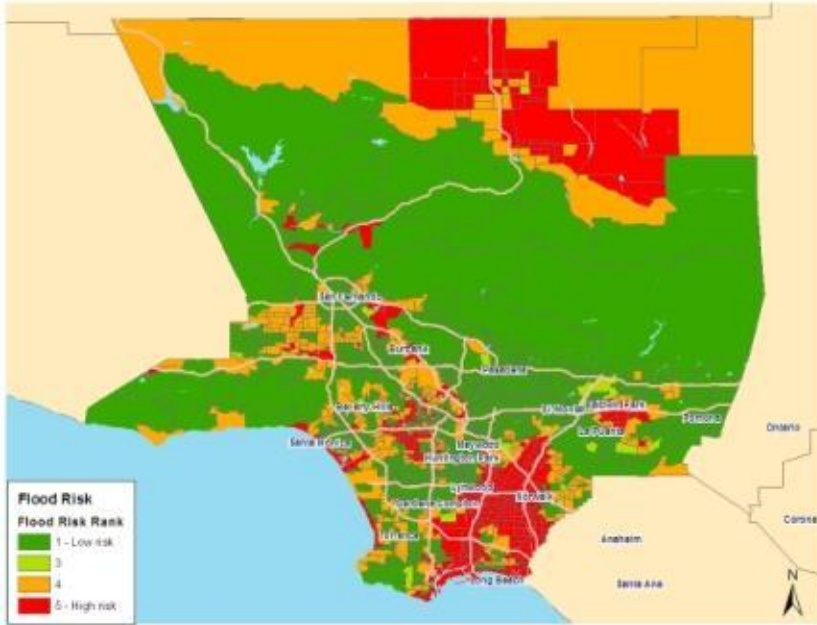 San Fernando
Burbank
Pasadena
Beverly Hills
El Monte
Baldwin Park
Pomona
Ontario
Santa Monica
Maywood
La Puente
Huntington Park
Corona
Lynwood
Norwalk
Gardena
Compton
Torrance
Anaheim
Long Beach
Santa Ana
N
Flood Risk
Flood Risk Rank
1 - Low risk
3
4
5 - High risk